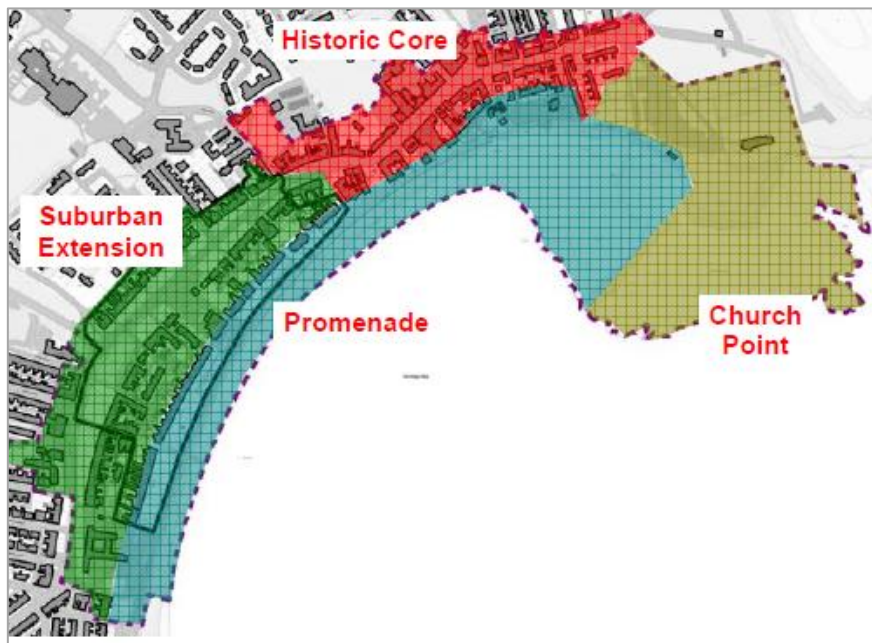 Historic Core
Suburban
Extension
Promenade
Church
Point